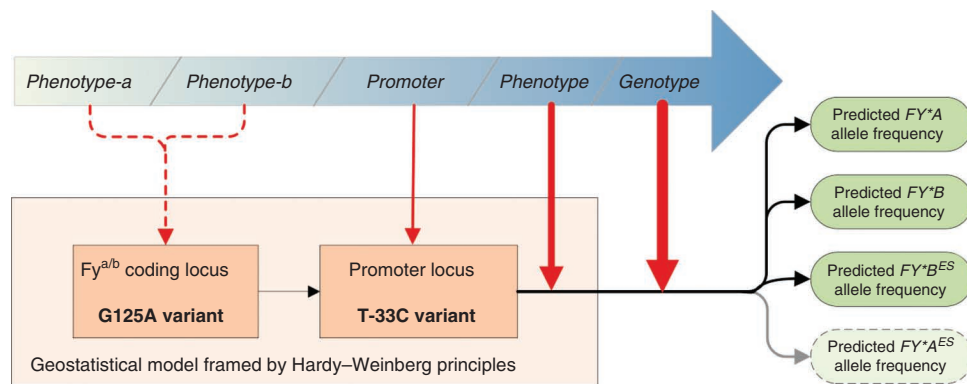 Phenotype-a
Phenotype-b
Promoter
Phenotype
Genotype
Predicted FY*A
allele frequency
Predicted FY*B
allele frequency
Fy^a/b coding locus
G125A variant
Promoter locus
T-33C variant
Predicted FY*B^ES
allele frequency
Predicted FY*A^ES
allele frequency
Geostatistical model framed by Hardy–Weinberg principles